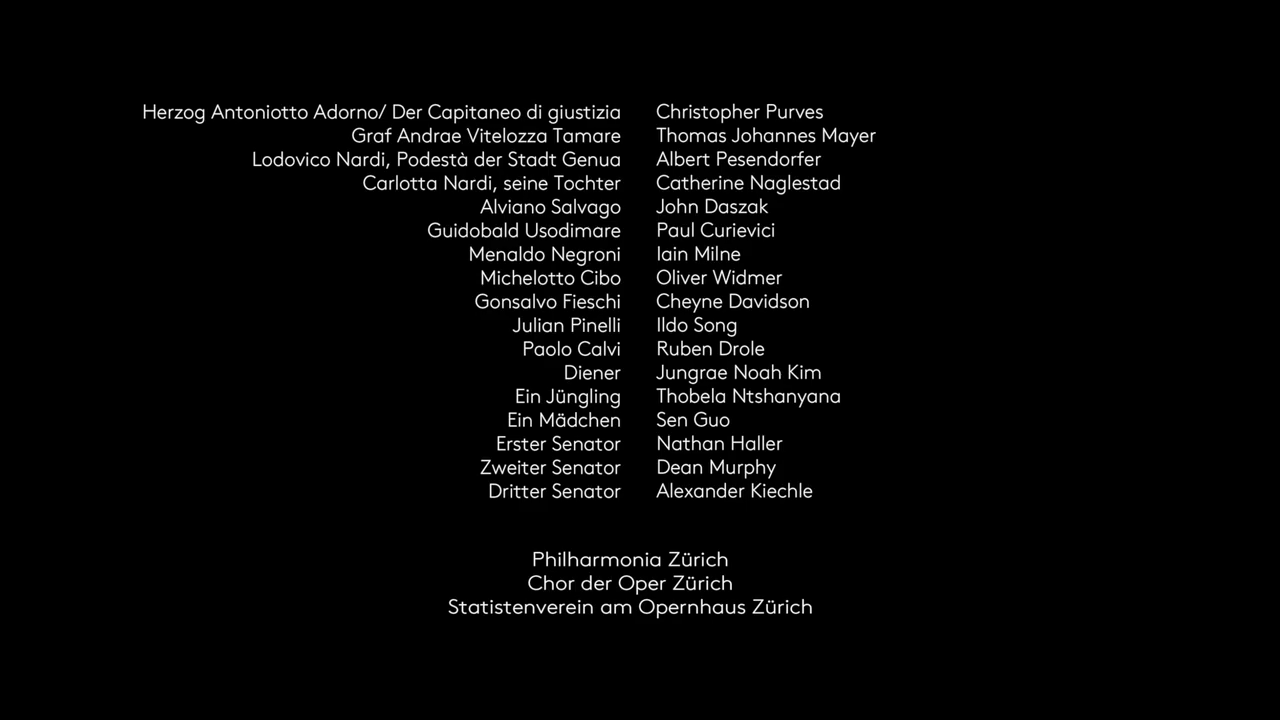 Herzog Antoniotto Adorno/ Der Capitaneo di giustizia Christopher Purves
Graf Andrae Vitelozza Tamare Thomas Johannes Mayer
Lodovico Nardi, Podestà der Stadt Genua Albert Pesendorfer
Carlotta Nardi, seine Tochter Catherine Naglestad
Alviano Salvago John Daszak
Guidobald Usodimare Paul Curievici
Menaldo Negroni Iain Milne
Michelotto Cibo Oliver Widmer
Gonsalvo Fieschi Cheyne Davidson
Julian Pinelli Ildo Song
Paolo Calvi Ruben Drole
Diener Jungrae Noah Kim
Ein Jüngling Thobela Ntshanyana
Ein Mädchen Sen Guo
Erster Senator Nathan Haller
Zweiter Senator Dean Murphy
Dritter Senator Alexander Kiechle
Philharmonia Zürich
Chor der Oper Zürich
Statistenverein am Opernhaus Zürich